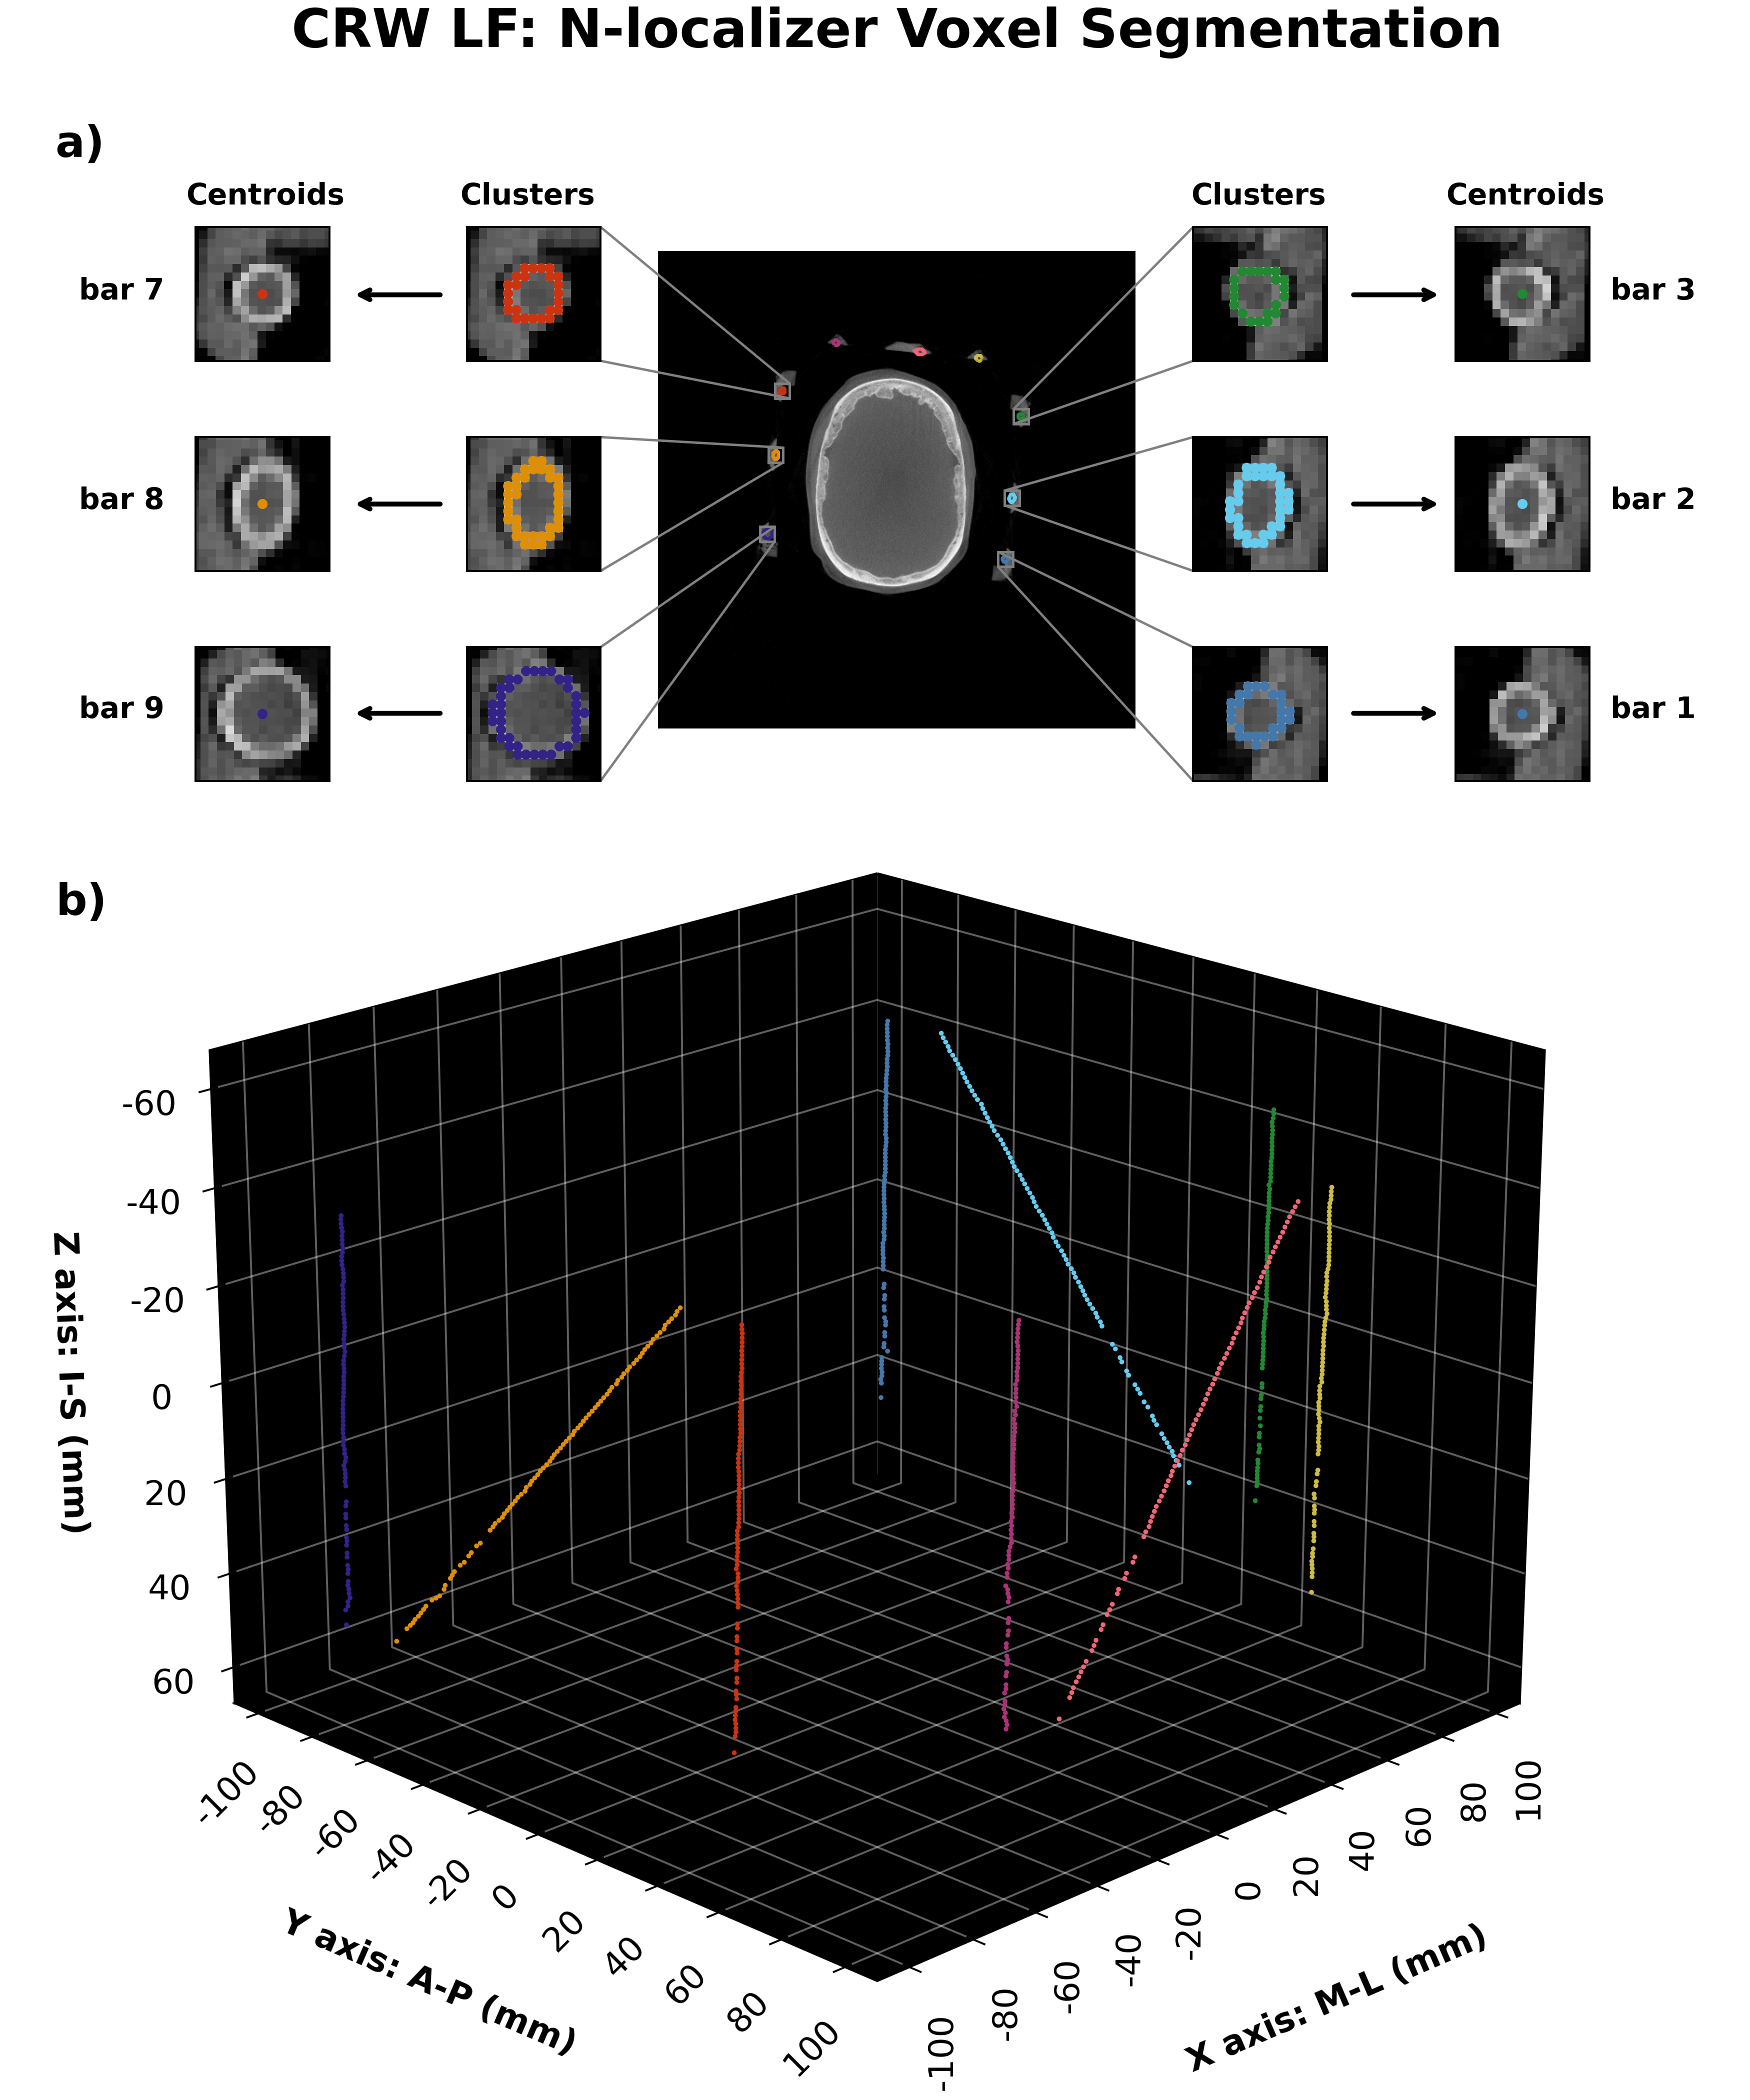 CRW LF: N-localizer Voxel Segmentation
a)
Centroids Clusters Clusters Centroids
bar 7 bar 3
bar 8 bar 2
bar 9 bar 1
b)
-60
-40
-20
0
20
40
60
Z axis: I-S (mm)
-100 -80 -60 -40 -20 0 20 40 60 80 100
Y axis: A-P (mm)
-100 -80 -60 -40 -20 0 20 40 60 80 100
X axis: M-L (mm)